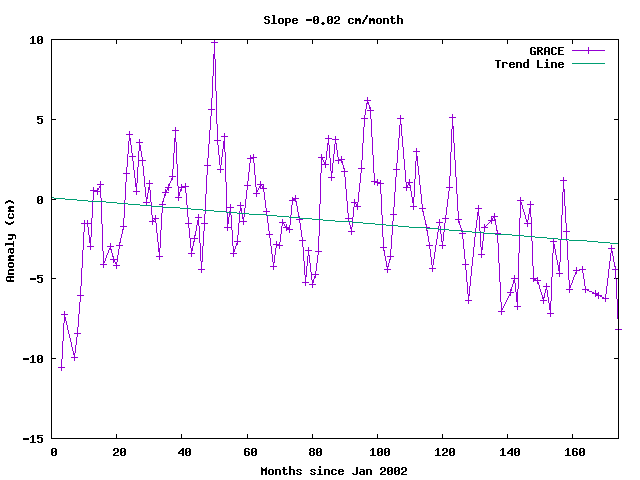 Slope -0.02 cm/month
GRACE
Trend Line
10
5
0
-5
-10
-15
Anomaly (cm)
0 20 40 60 80 100 120 140 160
Months since Jan 2002